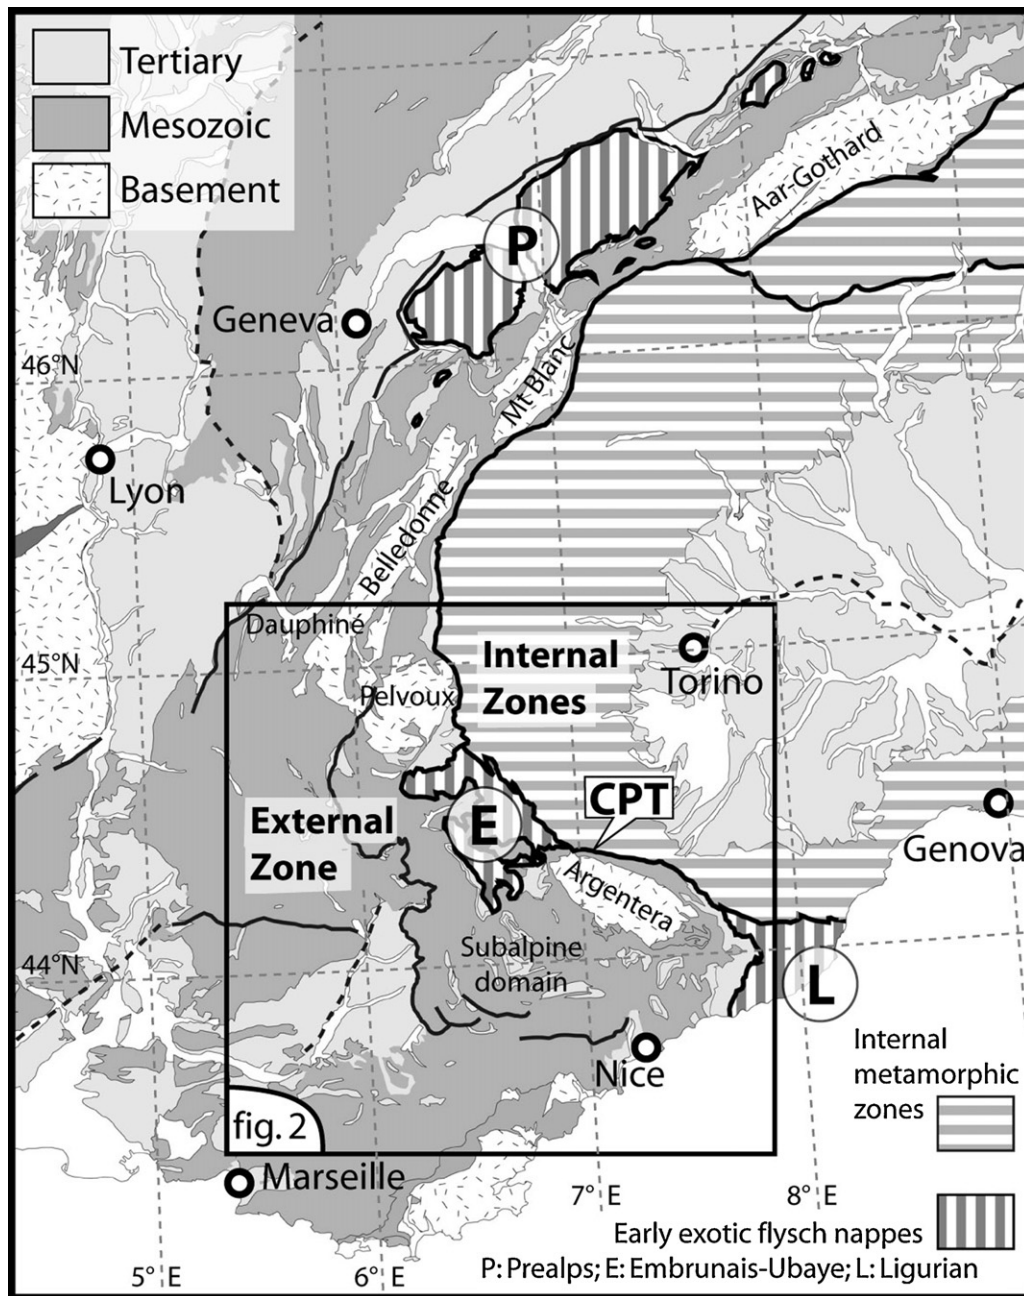 Tertiary
Mesozoic
Basement
Aar-Gothard
P
Geneva
46°N
Mt Blanc
Lyon
Belledonne
Dauphiné
45°N
Internal
Zones
Torino
Pelvoux
CPT
External
Zone
E
Genova
Argentera
Subalpine
domain
44°N
L
Internal
metamorphic
zones
Nice
fig. 2
Marseille
7° E
8° E
Early exotic flysch nappes
P: Prealps; E: Embrunais-Ubaye; L: Ligurian
5° E
6° E